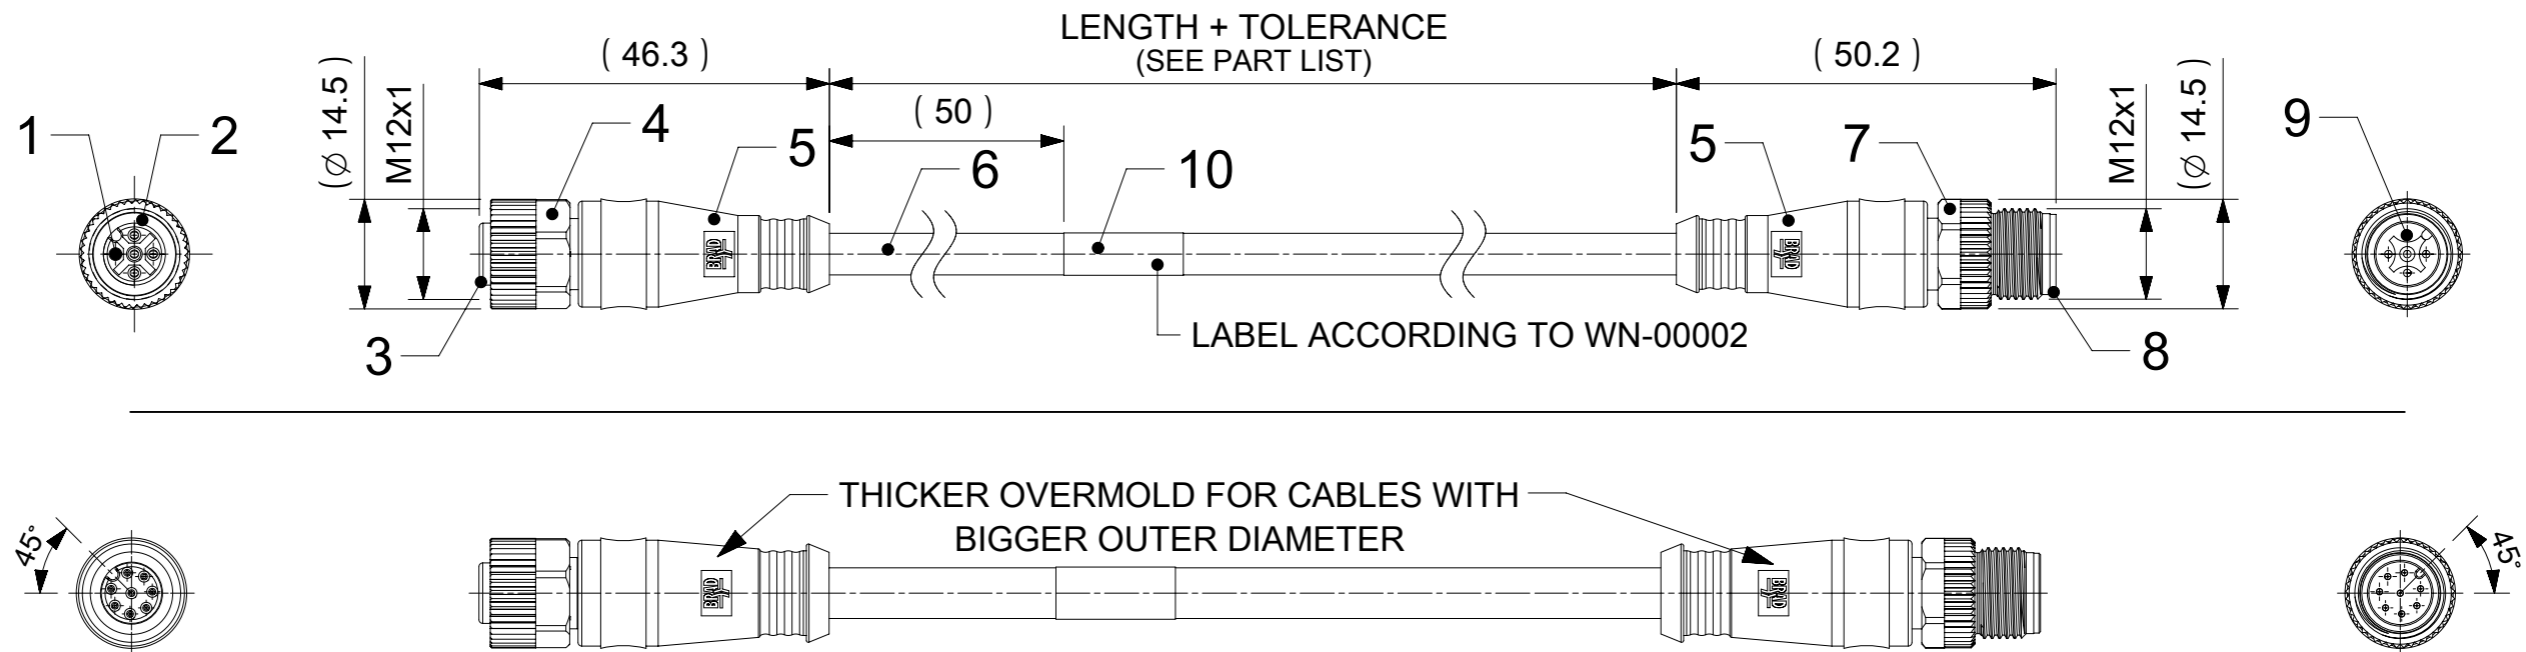 LENGTH + TOLERANCE
(SEE PART LIST)
( 46.3 )
( 50.2 )
( 50 )
(Ø 14.5 )
M12x1
M12x1
(Ø 14.5 )
1
2
4
5
6
10
5
7
9
BRAD
BRAD
3
LABEL ACCORDING TO WN-00002
8
THICKER OVERMOLD FOR CABLES WITH
BIGGER OUTER DIAMETER
45°
45°
BRAD
BRAD